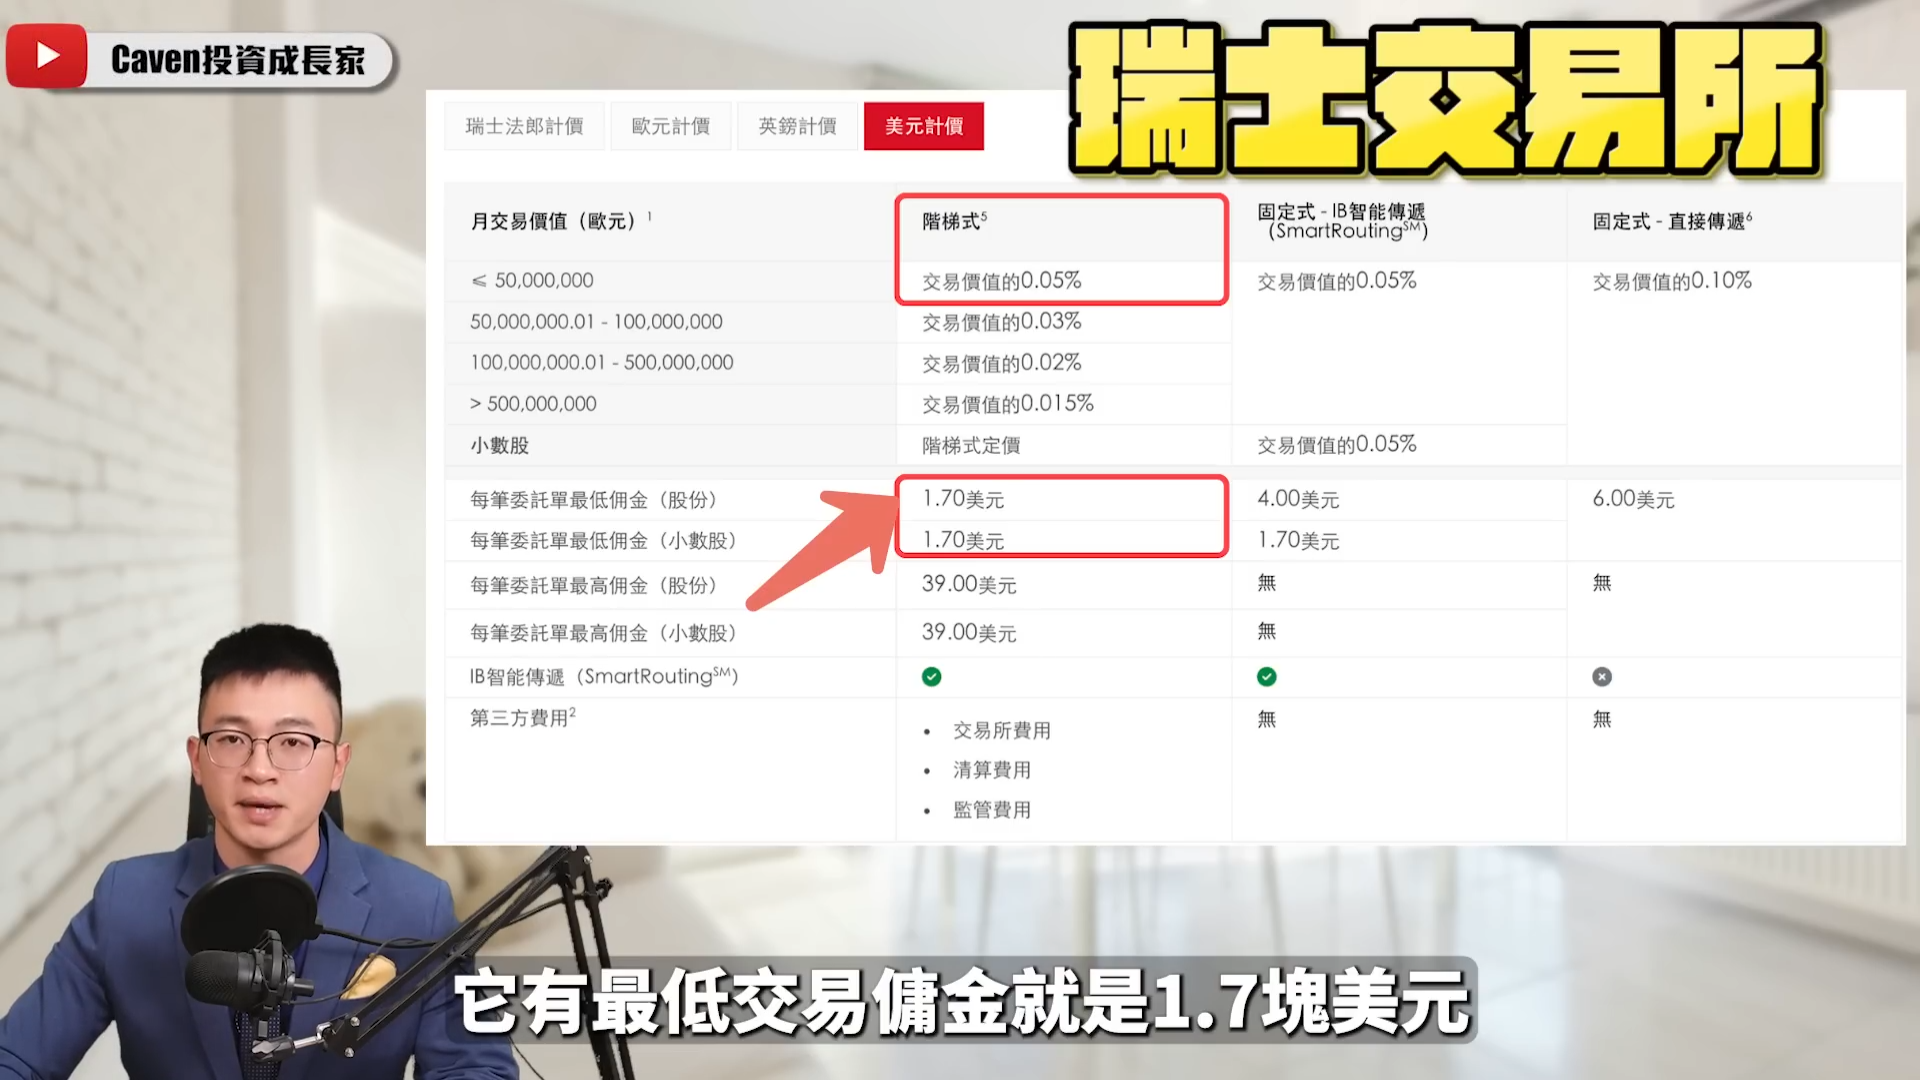 Caven投資成長家
瑞士交易所
瑞士法郎計價 歐元計價 英鎊計價 美元計價
月交易價值（歐元）1 階梯式5 固定式 - IB智能傳遞（SmartRoutingSM） 固定式 - 直接傳遞6
≤ 50,000,000 交易價值的0.05% 交易價值的0.05% 交易價值的0.10%
50,000,000.01 - 100,000,000 交易價值的0.03%
100,000,000.01 - 500,000,000 交易價值的0.02%
> 500,000,000 交易價值的0.015%
小數股 階梯式定價 交易價值的0.05%
每筆委託單最低佣金（股份） 1.70美元 4.00美元 6.00美元
每筆委託單最低佣金（小數股） 1.70美元 1.70美元
每筆委託單最高佣金（股份） 39.00美元 無 無
每筆委託單最高佣金（小數股） 39.00美元 無
IB智能傳遞（SmartRoutingSM）
第三方費用2 無 無
• 交易所費用
• 清算費用
• 監管費用
它有最低交易傭金就是1.7塊美元